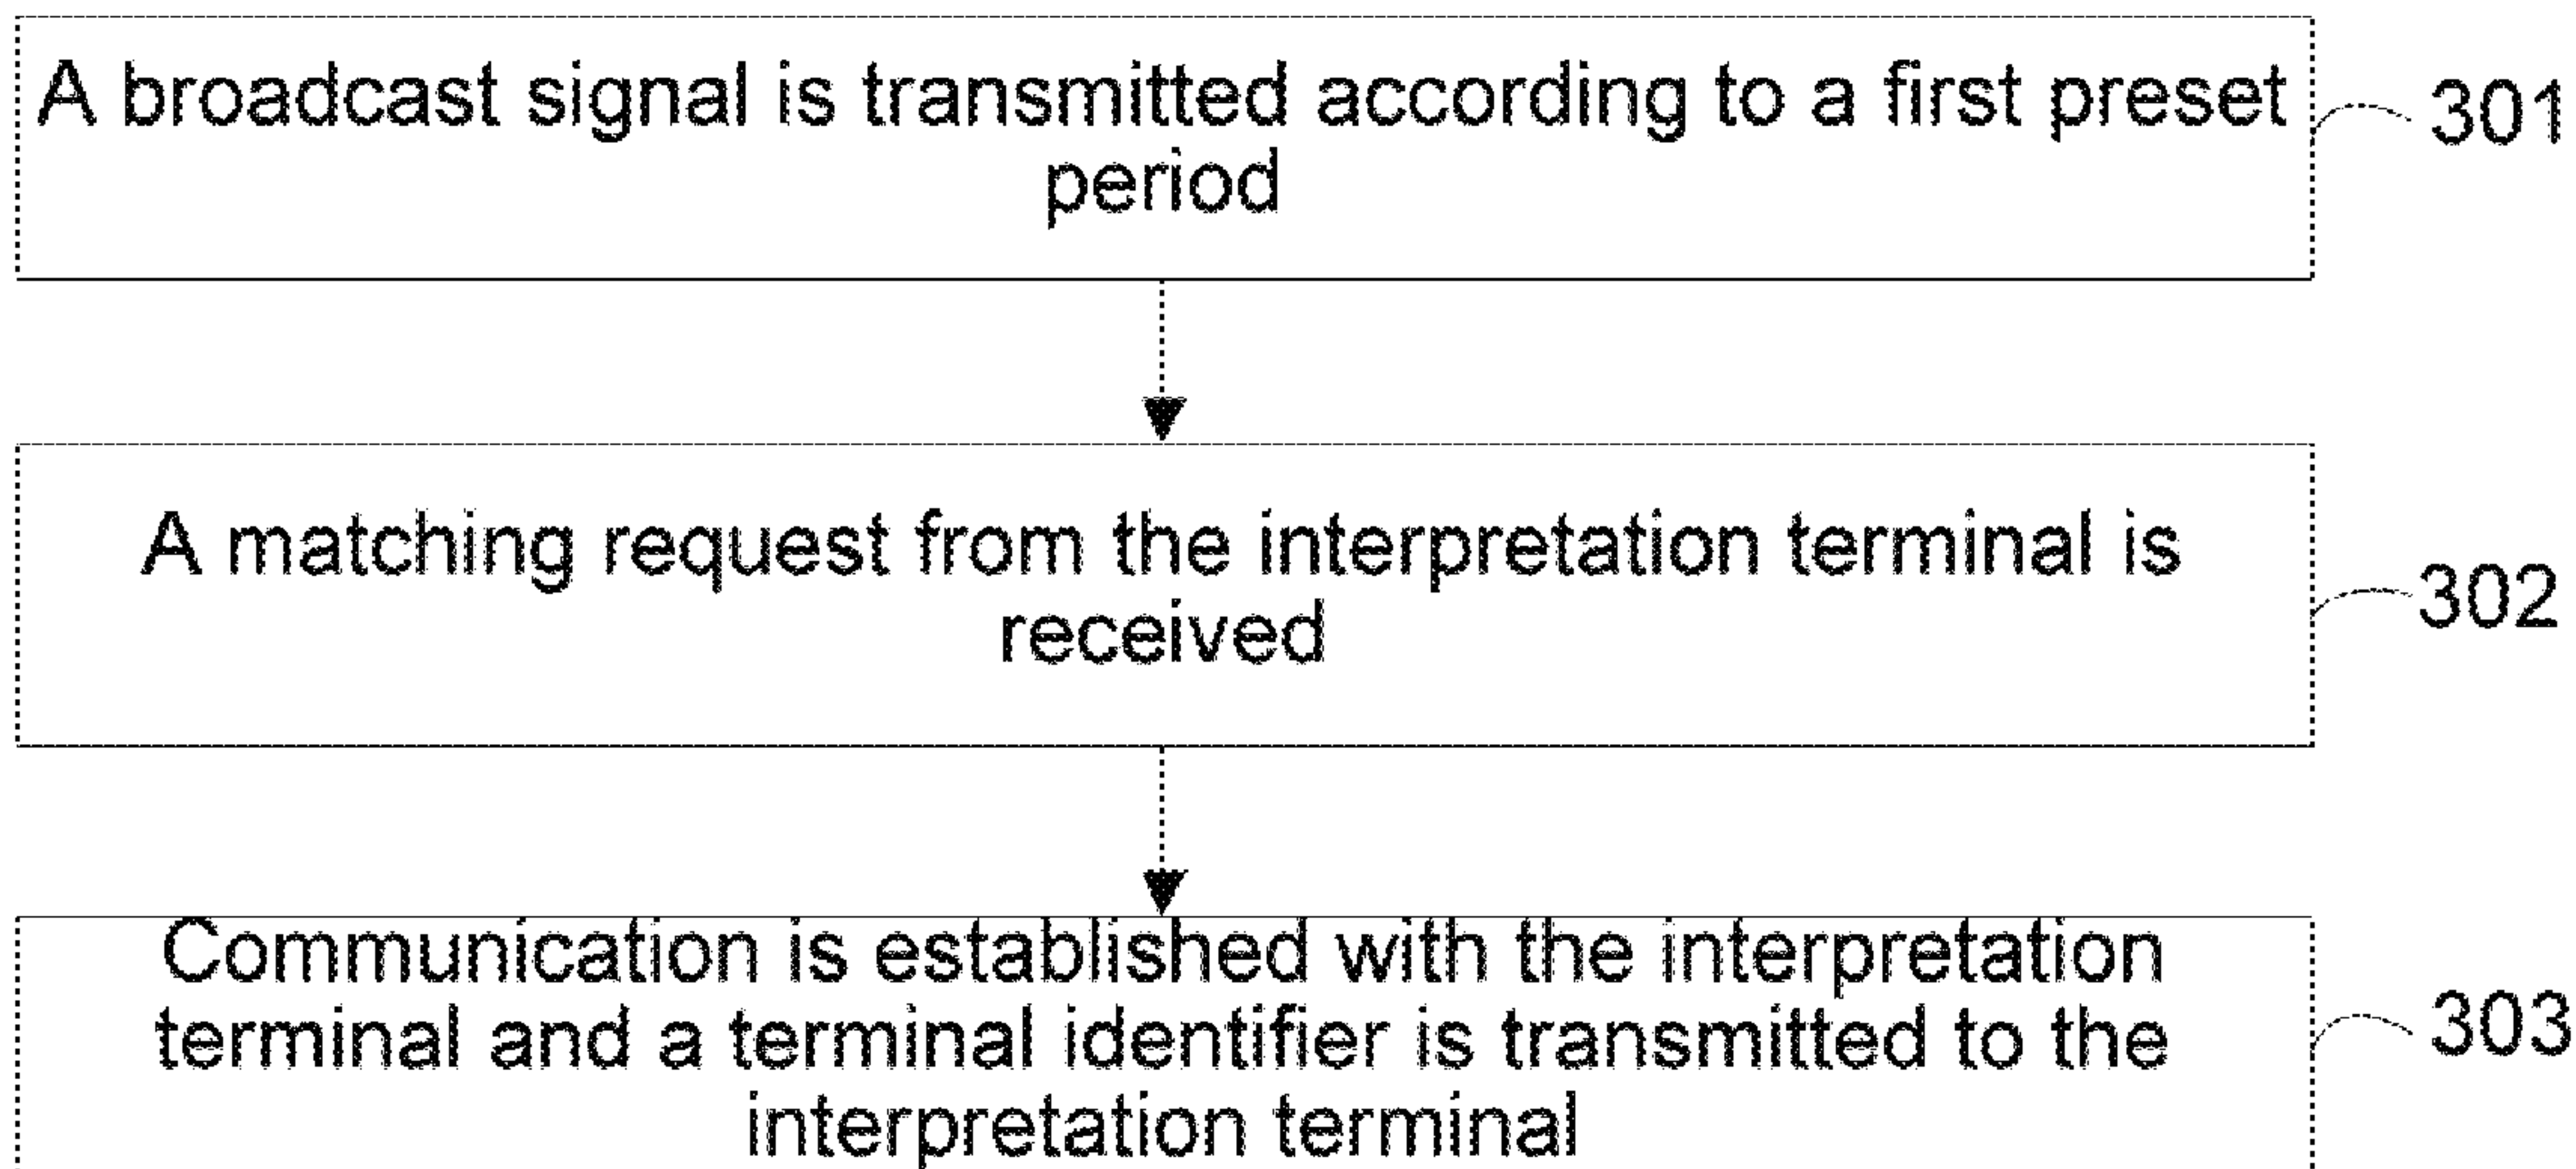 A broadcast signal is transmitted according to a first preset
period
301
A matching request from the interpretation terminal is
received
302
Communication is established with the interpretation
terminal and a terminal identifier is transmitted to the
interpretation terminal
303